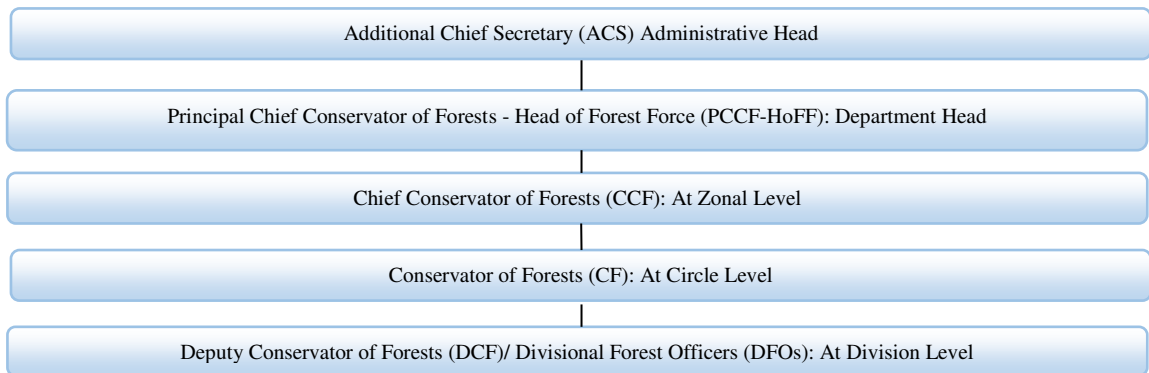 Additional Chief Secretary (ACS) Administrative Head
Principal Chief Conservator of Forests - Head of Forest Force (PCCF-HoFF): Department Head
Chief Conservator of Forests (CCF): At Zonal Level
Conservator of Forests (CF): At Circle Level
Deputy Conservator of Forests (DCF)/ Divisional Forest Officers (DFOs): At Division Level